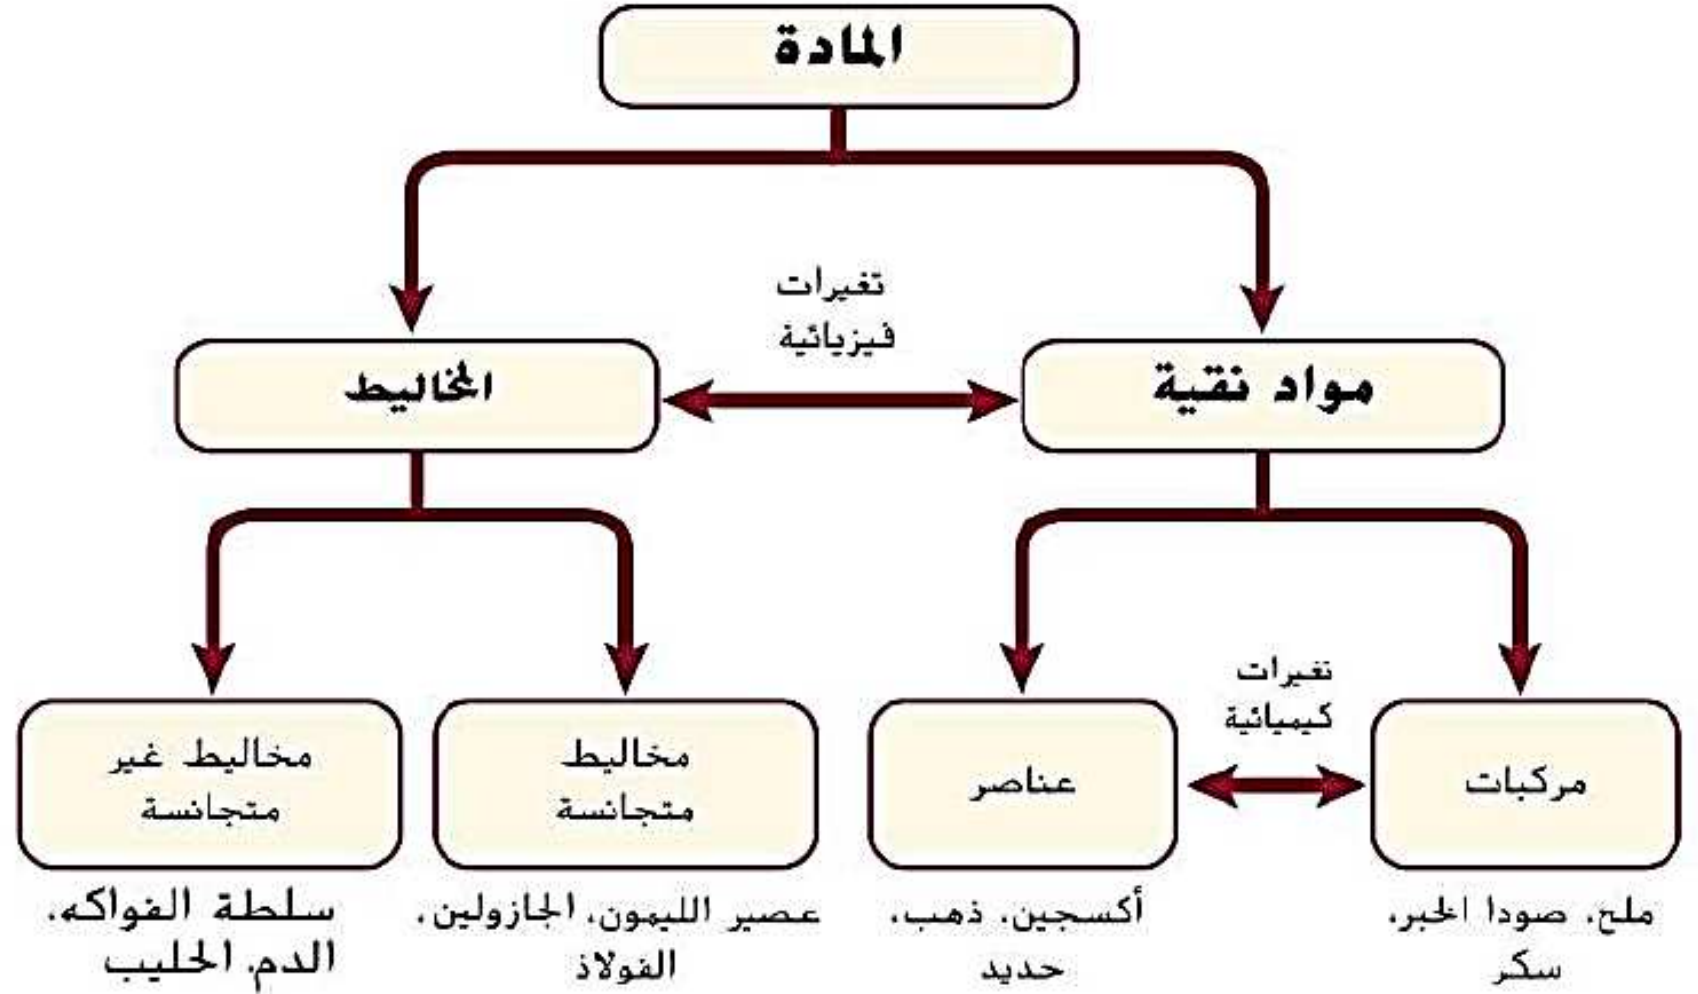 المادة
تغيرات
فيزيائية
مواد نقية
المخاليط
تغيرات
كيميائية
مركبات
عناصر
مخاليط
متجانسة
مخاليط غير
متجانسة
ملح، صودا الخبز،
سكر
أكسجين، ذهب،
حديد
عصير الليمون، الجازولين،
الفولاذ
سلطة الفواكه،
الدم، الحليب